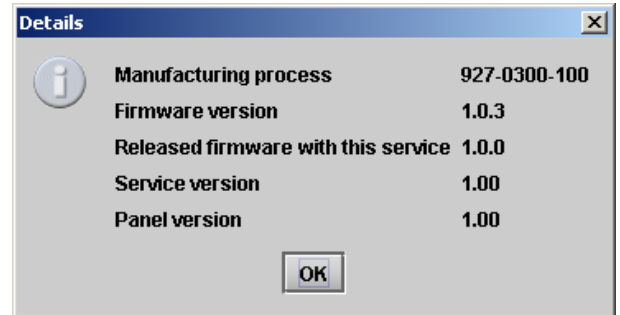 Details
Manufacturing process 927-0300-100
Firmware version 1.0.3
Released firmware with this service 1.0.0
Service version 1.00
Panel version 1.00
OK